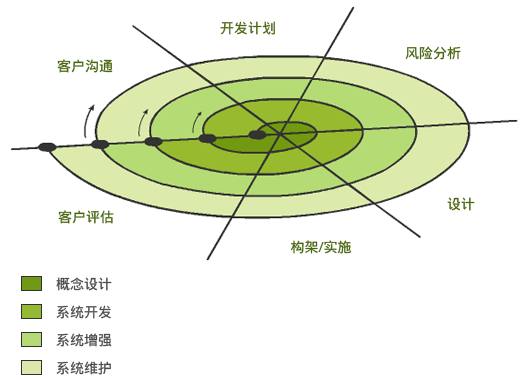 开发计划
风险分析
客户沟通
设计
客户评估
构架/实施
概念设计
系统开发
系统增强
系统维护